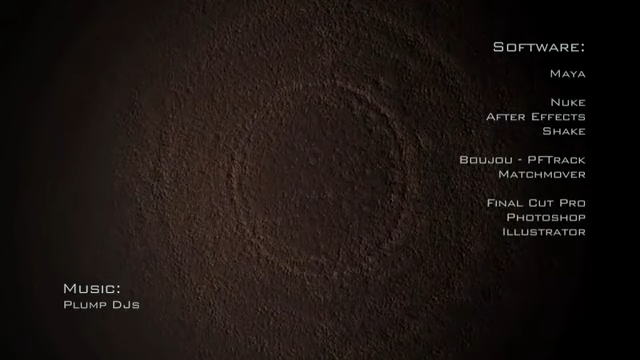 Software:
Maya
Nuke
After Effects
Shake
Boujou - PFTrack
Matchmover
Final Cut Pro
Photoshop
Illustrator
Music:
Plump DJs